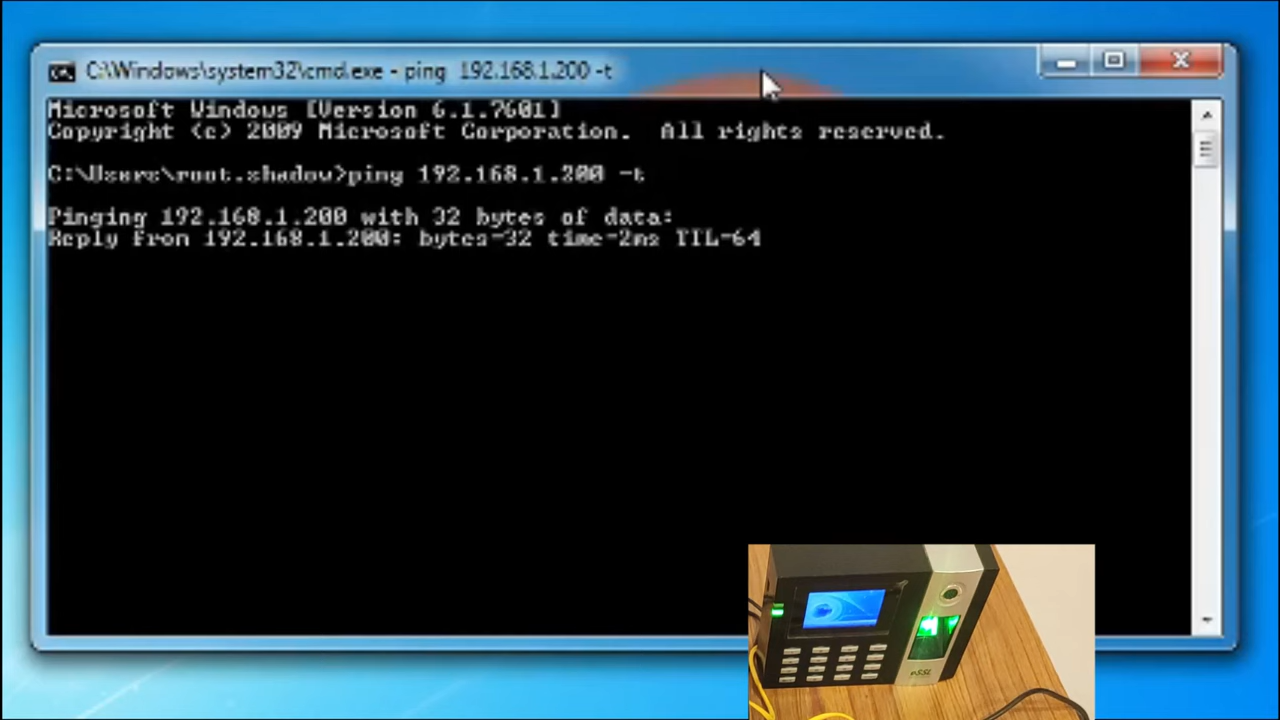 C:\Windows\system32\cmd.exe - ping 192.168.1.200 -t
Microsoft Windows [Version 6.1.7601]
Copyright (c) 2009 Microsoft Corporation. All rights reserved.
C:\Users\root.shadow>ping 192.168.1.200 -t
Pinging 192.168.1.200 with 32 bytes of data:
Reply from 192.168.1.200: bytes=32 time=2ms TTL=64
eSSL